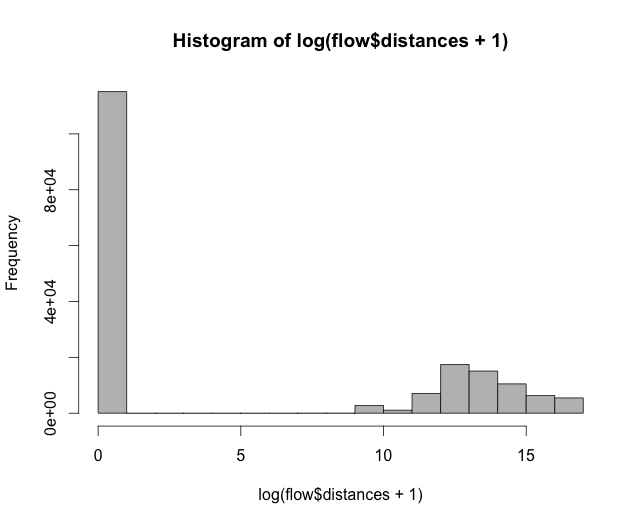 Histogram of log(flow$distances + 1)
Frequency
8e+04
4e+04
0e+00
0 5 10 15
log(flow$distances + 1)